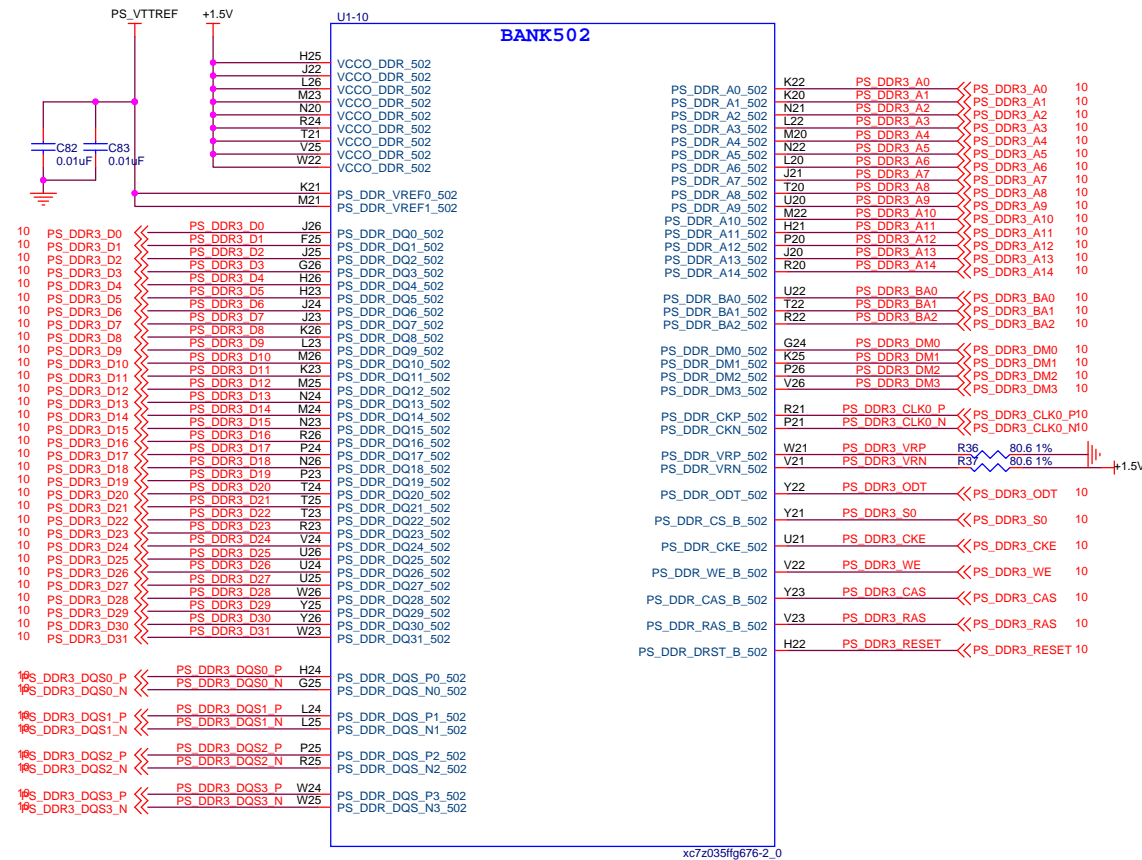 PS_VTTREF +1.5V
U1-10
BANK502
H25 VCCO_DDR_502
J22 VCCO_DDR_502
L26 VCCO_DDR_502
M23 VCCO_DDR_502
N20 VCCO_DDR_502
R24 VCCO_DDR_502
T21 VCCO_DDR_502
V25 VCCO_DDR_502
W22 VCCO_DDR_502
C82 0.01uF
C83 0.01uF
K21 PS_DDR_VREF0_502
M21 PS_DDR_VREF1_502
10 PS_DDR3_D0 PS_DDR3_D0 J26 PS_DDR_DQ0_502
10 PS_DDR3_D1 PS_DDR3_D1 F25 PS_DDR_DQ1_502
10 PS_DDR3_D2 PS_DDR3_D2 J25 PS_DDR_DQ2_502
10 PS_DDR3_D3 PS_DDR3_D3 G26 PS_DDR_DQ3_502
10 PS_DDR3_D4 PS_DDR3_D4 H26 PS_DDR_DQ4_502
10 PS_DDR3_D5 PS_DDR3_D5 H23 PS_DDR_DQ5_502
10 PS_DDR3_D6 PS_DDR3_D6 J24 PS_DDR_DQ6_502
10 PS_DDR3_D7 PS_DDR3_D7 J23 PS_DDR_DQ7_502
10 PS_DDR3_D8 PS_DDR3_D8 K26 PS_DDR_DQ8_502
10 PS_DDR3_D9 PS_DDR3_D9 L23 PS_DDR_DQ9_502
10 PS_DDR3_D10 PS_DDR3_D10 M26 PS_DDR_DQ10_502
10 PS_DDR3_D11 PS_DDR3_D11 K23 PS_DDR_DQ11_502
10 PS_DDR3_D12 PS_DDR3_D12 M25 PS_DDR_DQ12_502
10 PS_DDR3_D13 PS_DDR3_D13 N24 PS_DDR_DQ13_502
10 PS_DDR3_D14 PS_DDR3_D14 M24 PS_DDR_DQ14_502
10 PS_DDR3_D15 PS_DDR3_D15 N23 PS_DDR_DQ15_502
10 PS_DDR3_D16 PS_DDR3_D16 R26 PS_DDR_DQ16_502
10 PS_DDR3_D17 PS_DDR3_D17 P24 PS_DDR_DQ17_502
10 PS_DDR3_D18 PS_DDR3_D18 N26 PS_DDR_DQ18_502
10 PS_DDR3_D19 PS_DDR3_D19 P23 PS_DDR_DQ19_502
10 PS_DDR3_D20 PS_DDR3_D20 T24 PS_DDR_DQ20_502
10 PS_DDR3_D21 PS_DDR3_D21 T25 PS_DDR_DQ21_502
10 PS_DDR3_D22 PS_DDR3_D22 T23 PS_DDR_DQ22_502
10 PS_DDR3_D23 PS_DDR3_D23 R23 PS_DDR_DQ23_502
10 PS_DDR3_D24 PS_DDR3_D24 V24 PS_DDR_DQ24_502
10 PS_DDR3_D25 PS_DDR3_D25 U26 PS_DDR_DQ25_502
10 PS_DDR3_D26 PS_DDR3_D26 U24 PS_DDR_DQ26_502
10 PS_DDR3_D27 PS_DDR3_D27 U25 PS_DDR_DQ27_502
10 PS_DDR3_D28 PS_DDR3_D28 W26 PS_DDR_DQ28_502
10 PS_DDR3_D29 PS_DDR3_D29 Y25 PS_DDR_DQ29_502
10 PS_DDR3_D30 PS_DDR3_D30 Y26 PS_DDR_DQ30_502
10 PS_DDR3_D31 PS_DDR3_D31 W23 PS_DDR_DQ31_502
10 PS_DDR3_DQS0_P PS_DDR3_DQS0_P H24 PS_DDR_DQS_P0_502
10 PS_DDR3_DQS0_N PS_DDR3_DQS0_N G25 PS_DDR_DQS_N0_502
10 PS_DDR3_DQS1_P PS_DDR3_DQS1_P L24 PS_DDR_DQS_P1_502
10 PS_DDR3_DQS1_N PS_DDR3_DQS1_N L25 PS_DDR_DQS_N1_502
10 PS_DDR3_DQS2_P PS_DDR3_DQS2_P P25 PS_DDR_DQS_P2_502
10 PS_DDR3_DQS2_N PS_DDR3_DQS2_N R25 PS_DDR_DQS_N2_502
10 PS_DDR3_DQS3_P PS_DDR3_DQS3_P W24 PS_DDR_DQS_P3_502
10 PS_DDR3_DQS3_N PS_DDR3_DQS3_N W25 PS_DDR_DQS_N3_502
PS_DDR_A0_502 K22 PS_DDR3_A0 PS_DDR3_A0 10
PS_DDR_A1_502 K20 PS_DDR3_A1 PS_DDR3_A1 10
PS_DDR_A2_502 N21 PS_DDR3_A2 PS_DDR3_A2 10
PS_DDR_A3_502 L22 PS_DDR3_A3 PS_DDR3_A3 10
PS_DDR_A4_502 M20 PS_DDR3_A4 PS_DDR3_A4 10
PS_DDR_A5_502 N22 PS_DDR3_A5 PS_DDR3_A5 10
PS_DDR_A6_502 L20 PS_DDR3_A6 PS_DDR3_A6 10
PS_DDR_A7_502 J21 PS_DDR3_A7 PS_DDR3_A7 10
PS_DDR_A8_502 T20 PS_DDR3_A8 PS_DDR3_A8 10
PS_DDR_A9_502 U20 PS_DDR3_A9 PS_DDR3_A9 10
PS_DDR_A10_502 M22 PS_DDR3_A10 PS_DDR3_A10 10
PS_DDR_A11_502 H21 PS_DDR3_A11 PS_DDR3_A11 10
PS_DDR_A12_502 P20 PS_DDR3_A12 PS_DDR3_A12 10
PS_DDR_A13_502 J20 PS_DDR3_A13 PS_DDR3_A13 10
PS_DDR_A14_502 R20 PS_DDR3_A14 PS_DDR3_A14 10
PS_DDR_BA0_502 U22 PS_DDR3_BA0 PS_DDR3_BA0 10
PS_DDR_BA1_502 T22 PS_DDR3_BA1 PS_DDR3_BA1 10
PS_DDR_BA2_502 R22 PS_DDR3_BA2 PS_DDR3_BA2 10
PS_DDR_DM0_502 G24 PS_DDR3_DM0 PS_DDR3_DM0 10
PS_DDR_DM1_502 K25 PS_DDR3_DM1 PS_DDR3_DM1 10
PS_DDR_DM2_502 P26 PS_DDR3_DM2 PS_DDR3_DM2 10
PS_DDR_DM3_502 V26 PS_DDR3_DM3 PS_DDR3_DM3 10
PS_DDR_CKP_502 R21 PS_DDR3_CLK0_P PS_DDR3_CLK0_P 10
PS_DDR_CKN_502 P21 PS_DDR3_CLK0_N PS_DDR3_CLK0_N 10
PS_DDR_VRP_502 W21 PS_DDR3_VRP R36 80.6 1%
PS_DDR_VRN_502 V21 PS_DDR3_VRN R37 80.6 1% +1.5V
PS_DDR_ODT_502 Y22 PS_DDR3_ODT PS_DDR3_ODT 10
PS_DDR_CS_B_502 Y21 PS_DDR3_S0 PS_DDR3_S0 10
PS_DDR_CKE_502 U21 PS_DDR3_CKE PS_DDR3_CKE 10
PS_DDR_WE_B_502 V22 PS_DDR3_WE PS_DDR3_WE 10
PS_DDR_CAS_B_502 Y23 PS_DDR3_CAS PS_DDR3_CAS 10
PS_DDR_RAS_B_502 V23 PS_DDR3_RAS PS_DDR3_RAS 10
PS_DDR_DRST_B_502 H22 PS_DDR3_RESET PS_DDR3_RESET 10
xc7z035ffg676-2_0